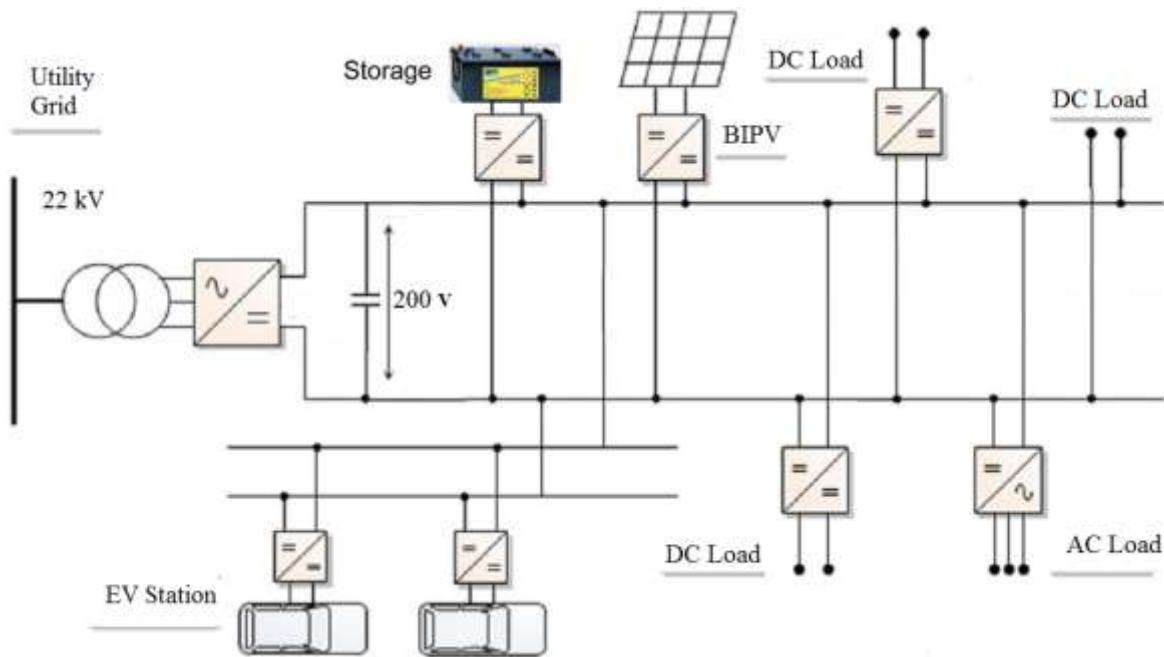 Utility
Grid
22 kV
Storage
BIPV
DC Load
DC Load
200 v
EV Station
DC Load
AC Load